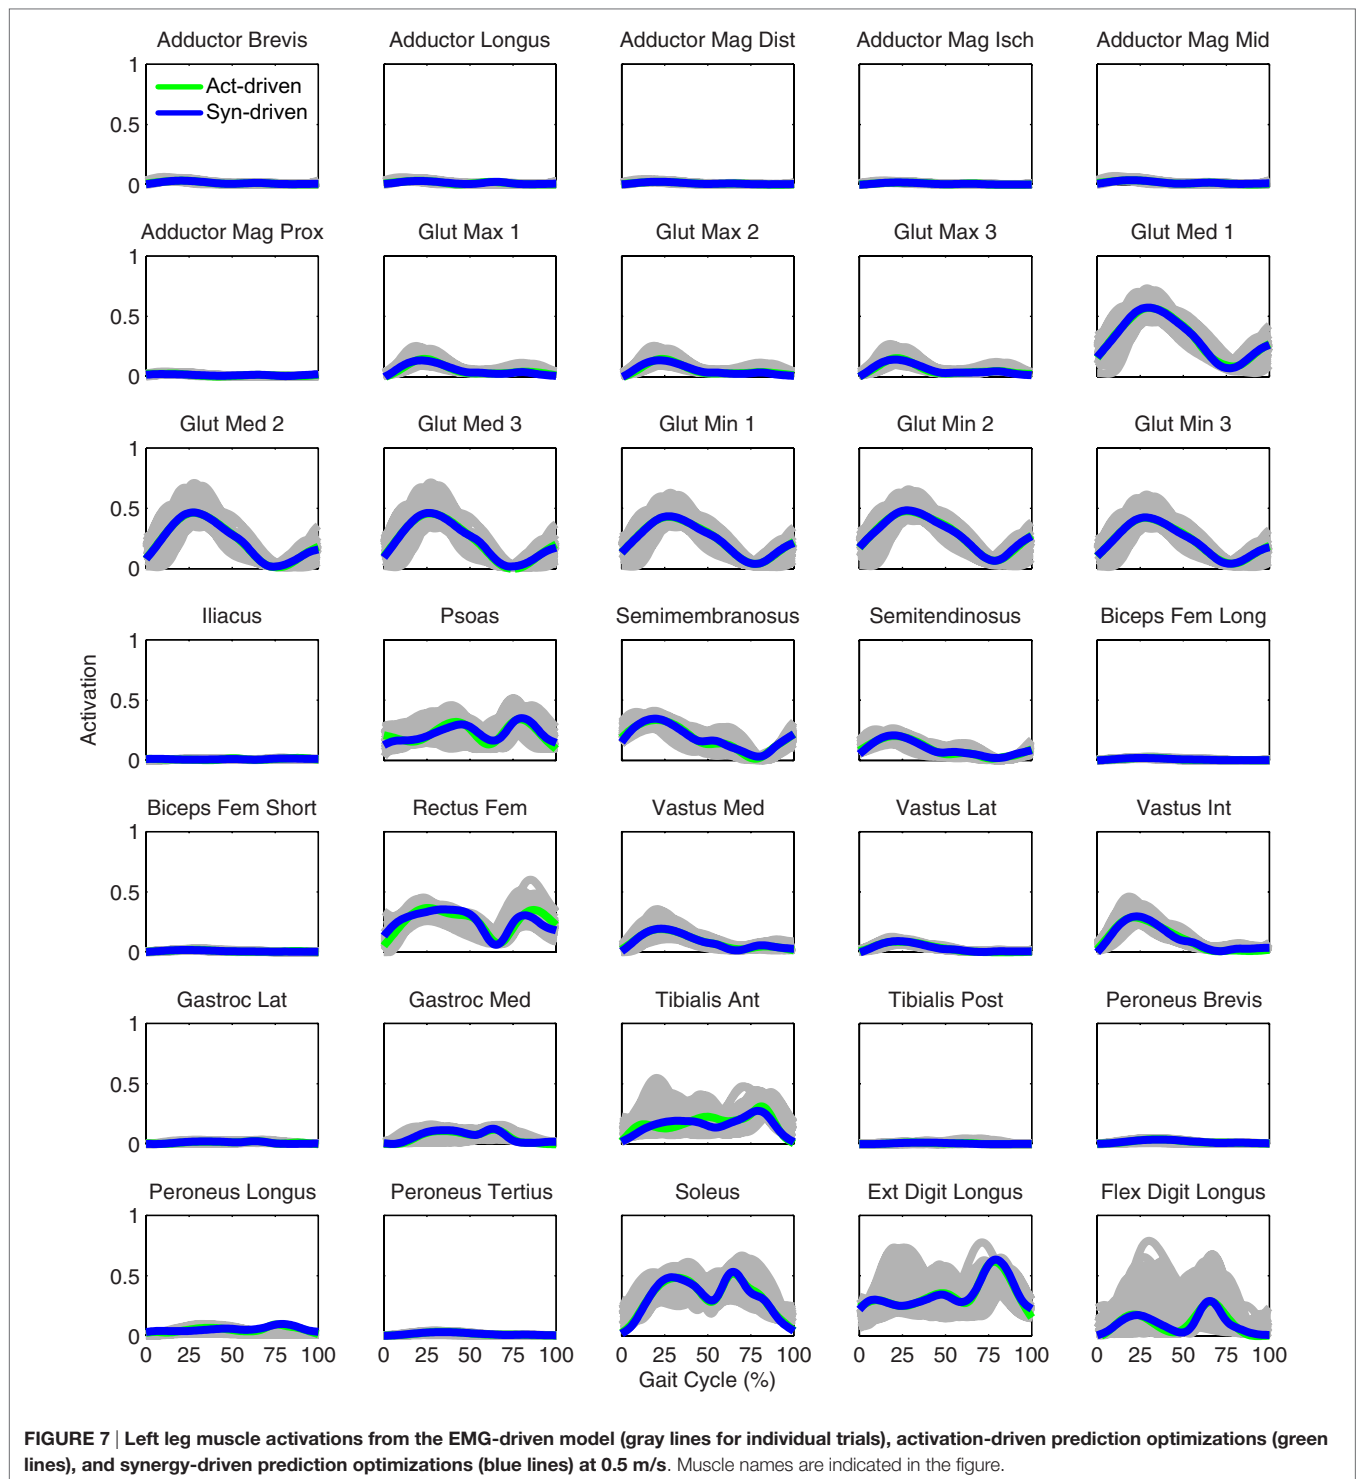 Adductor Brevis Adductor Longus Adductor Mag Dist Adductor Mag Isch Adductor Mag Mid
1
Act-driven
Syn-driven
0.5
0
Adductor Mag Prox Glut Max 1 Glut Max 2 Glut Max 3 Glut Med 1
1
0.5
0
Glut Med 2 Glut Med 3 Glut Min 1 Glut Min 2 Glut Min 3
1
0.5
0
Iliacus Psoas Semimembranosus Semitendinosus Biceps Fem Long
1
0.5
0
Activation
Biceps Fem Short Rectus Fem Vastus Med Vastus Lat Vastus Int
1
0.5
0
Gastroc Lat Gastroc Med Tibialis Ant Tibialis Post Peroneus Brevis
1
0.5
0
Peroneus Longus Peroneus Tertius Soleus Ext Digit Longus Flex Digit Longus
1
0.5
0
0 25 50 75 100 0 25 50 75 100 0 25 50 75 100 0 25 50 75 100 0 25 50 75 100
Gait Cycle (%)
FIGURE 7 | Left leg muscle activations from the EMG-driven model (gray lines for individual trials), activation-driven prediction optimizations (green
lines), and synergy-driven prediction optimizations (blue lines) at 0.5 m/s. Muscle names are indicated in the figure.